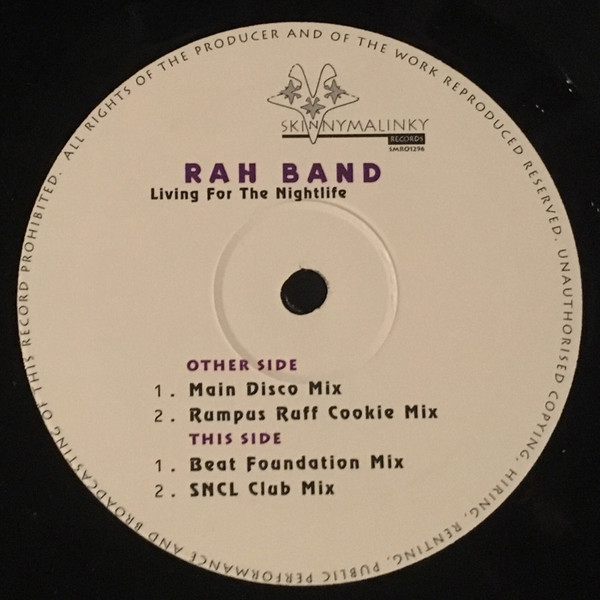 ALL RIGHTS OF THE PRODUCER AND OF THE WORK REPRODUCED RESERVED. UNAUTHORISED COPYING, HIRING, RENTING, PUBLIC PERFORMANCE AND BROADCASTING OF THIS RECORD PROHIBITED.
SKINNYMALINKY
RECORDS
SMRO1296
RAH BAND
Living For The Nightlife
OTHER SIDE
1. Main Disco Mix
2. Rumpus Ruff Cookie Mix
THIS SIDE
1. Beat Foundation Mix
2. SNCL Club Mix